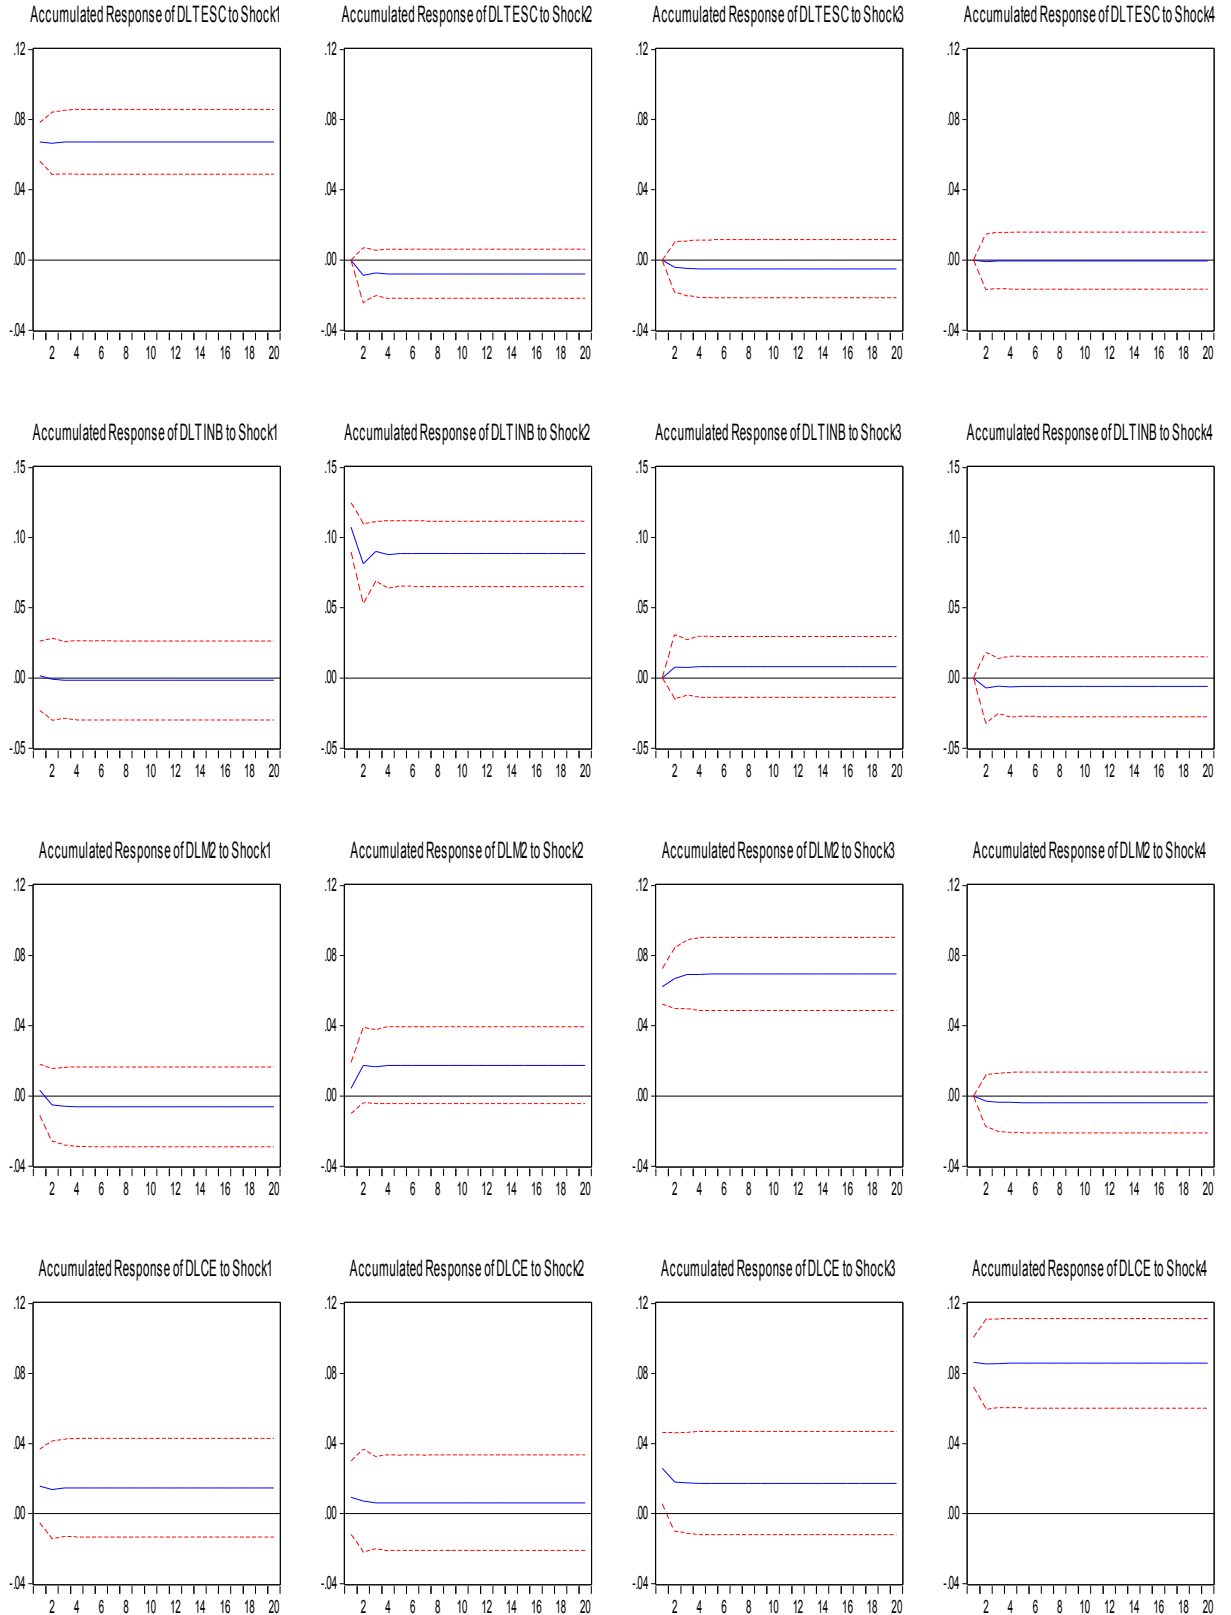 Accumulated Response of DLTESC to Shock1 Accumulated Response of DLTESC to Shock2 Accumulated Response of DLTESC to Shock3 Accumulated Response of DLTESC to Shock4
.12 .12 .12 .12
.08 .08 .08 .08
.04 .04 .04 .04
.00 .00 .00 .00
-.04 -.04 -.04 -.04
2 4 6 8 10 12 14 16 18 20 2 4 6 8 10 12 14 16 18 20 2 4 6 8 10 12 14 16 18 20 2 4 6 8 10 12 14 16 18 20
Accumulated Response of DLTINB to Shock1 Accumulated Response of DLTINB to Shock2 Accumulated Response of DLTINB to Shock3 Accumulated Response of DLTINB to Shock4
.15 .15 .15 .15
.10 .10 .10 .10
.05 .05 .05 .05
.00 .00 .00 .00
-.05 -.05 -.05 -.05
2 4 6 8 10 12 14 16 18 20 2 4 6 8 10 12 14 16 18 20 2 4 6 8 10 12 14 16 18 20 2 4 6 8 10 12 14 16 18 20
Accumulated Response of DLM2 to Shock1 Accumulated Response of DLM2 to Shock2 Accumulated Response of DLM2 to Shock3 Accumulated Response of DLM2 to Shock4
.12 .12 .12 .12
.08 .08 .08 .08
.04 .04 .04 .04
.00 .00 .00 .00
-.04 -.04 -.04 -.04
2 4 6 8 10 12 14 16 18 20 2 4 6 8 10 12 14 16 18 20 2 4 6 8 10 12 14 16 18 20 2 4 6 8 10 12 14 16 18 20
Accumulated Response of DLCE to Shock1 Accumulated Response of DLCE to Shock2 Accumulated Response of DLCE to Shock3 Accumulated Response of DLCE to Shock4
.12 .12 .12 .12
.08 .08 .08 .08
.04 .04 .04 .04
.00 .00 .00 .00
-.04 -.04 -.04 -.04
2 4 6 8 10 12 14 16 18 20 2 4 6 8 10 12 14 16 18 20 2 4 6 8 10 12 14 16 18 20 2 4 6 8 10 12 14 16 18 20